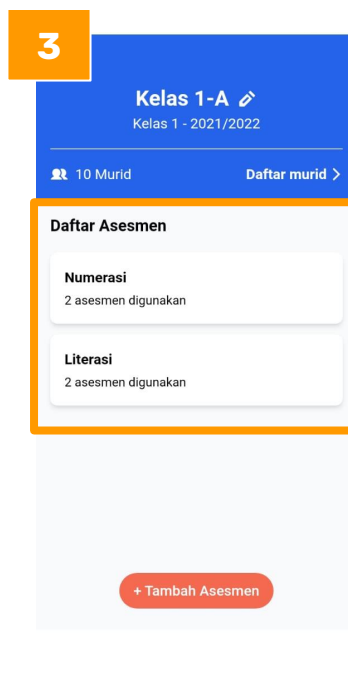 3
Kelas 1-A
Kelas 1 - 2021/2022
10 Murid Daftar murid >
Daftar Asesmen
Numerasi
2 asesmen digunakan
Literasi
2 asesmen digunakan
+ Tambah Asesmen